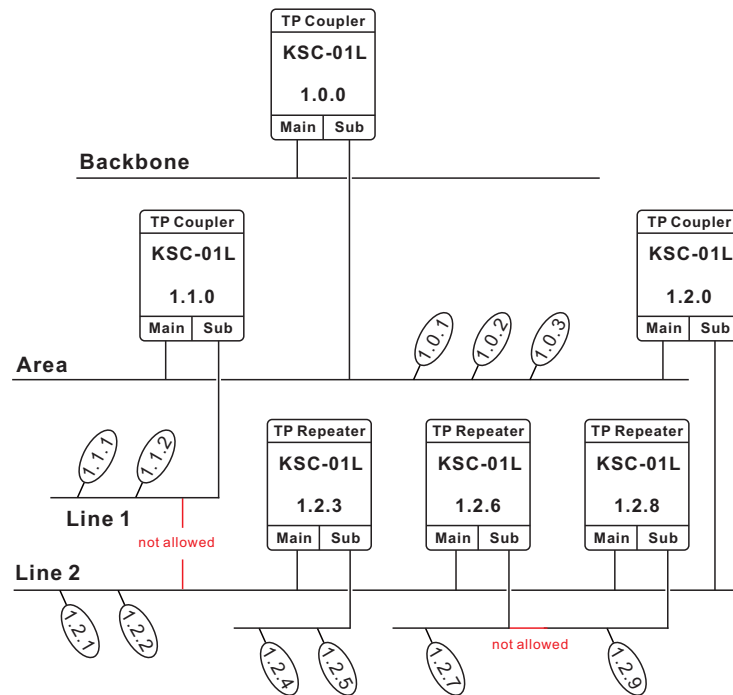 TP Coupler
KSC-01L
1.0.0
Main Sub
Backbone
TP Coupler
KSC-01L
1.1.0
Main Sub
TP Coupler
KSC-01L
1.2.0
Main Sub
1.0.1
1.0.2
1.0.3
Area
1.1.1
1.1.2
Line 1
not allowed
TP Repeater
KSC-01L
1.2.3
Main Sub
TP Repeater
KSC-01L
1.2.6
Main Sub
TP Repeater
KSC-01L
1.2.8
Main Sub
Line 2
1.2.1
1.2.2
1.2.4
1.2.5
1.2.7
not allowed
1.2.9